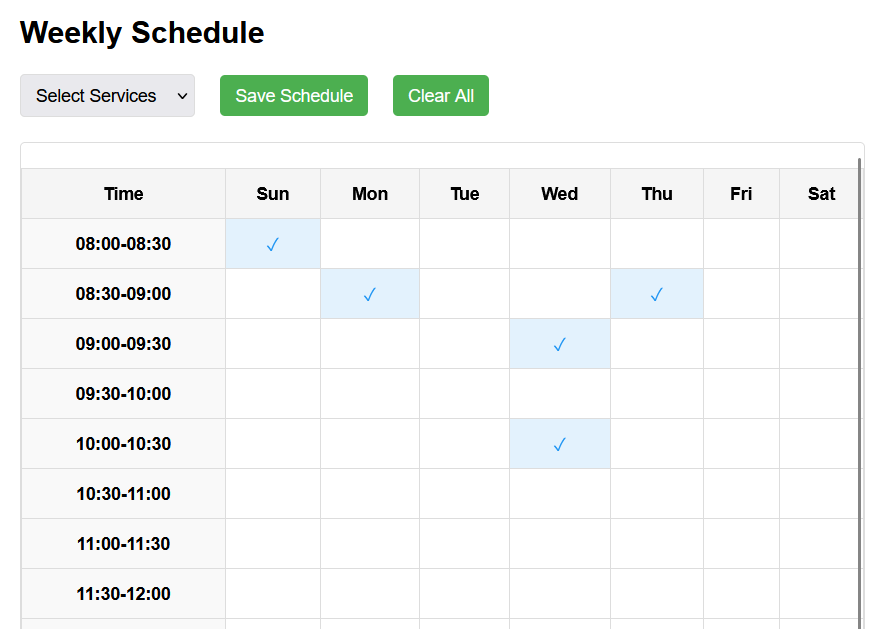 Weekly Schedule
Select Services Save Schedule Clear All
Time Sun Mon Tue Wed Thu Fri Sat
08:00-08:30 ✓
08:30-09:00 ✓ ✓
09:00-09:30 ✓
09:30-10:00
10:00-10:30 ✓
10:30-11:00
11:00-11:30
11:30-12:00